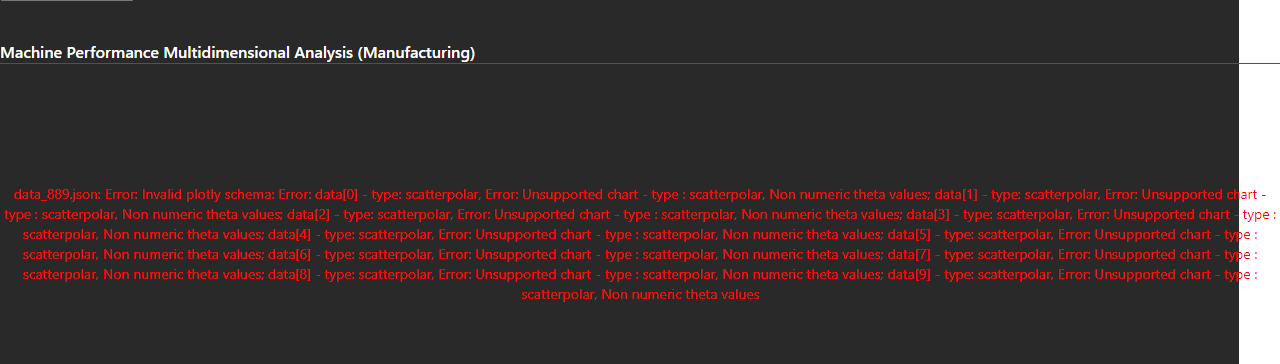 Machine Performance Multidimensional Analysis (Manufacturing)
data_889.json: Error: Invalid plotly schema: Error: data[0] - type: scatterpolar, Error: Unsupported chart - type : scatterpolar, Non numeric theta values; data[1] - type: scatterpolar, Error: Unsupported chart -
type : scatterpolar, Non numeric theta values; data[2] - type: scatterpolar, Error: Unsupported chart - type : scatterpolar, Non numeric theta values; data[3] - type: scatterpolar, Error: Unsupported chart - type :
scatterpolar, Non numeric theta values; data[4] - type: scatterpolar, Error: Unsupported chart - type : scatterpolar, Non numeric theta values; data[5] - type: scatterpolar, Error: Unsupported chart - type :
scatterpolar, Non numeric theta values; data[6] - type: scatterpolar, Error: Unsupported chart - type : scatterpolar, Non numeric theta values; data[7] - type: scatterpolar, Error: Unsupported chart - type :
scatterpolar, Non numeric theta values; data[8] - type: scatterpolar, Error: Unsupported chart - type : scatterpolar, Non numeric theta values; data[9] - type: scatterpolar, Error: Unsupported chart - type :
scatterpolar, Non numeric theta values